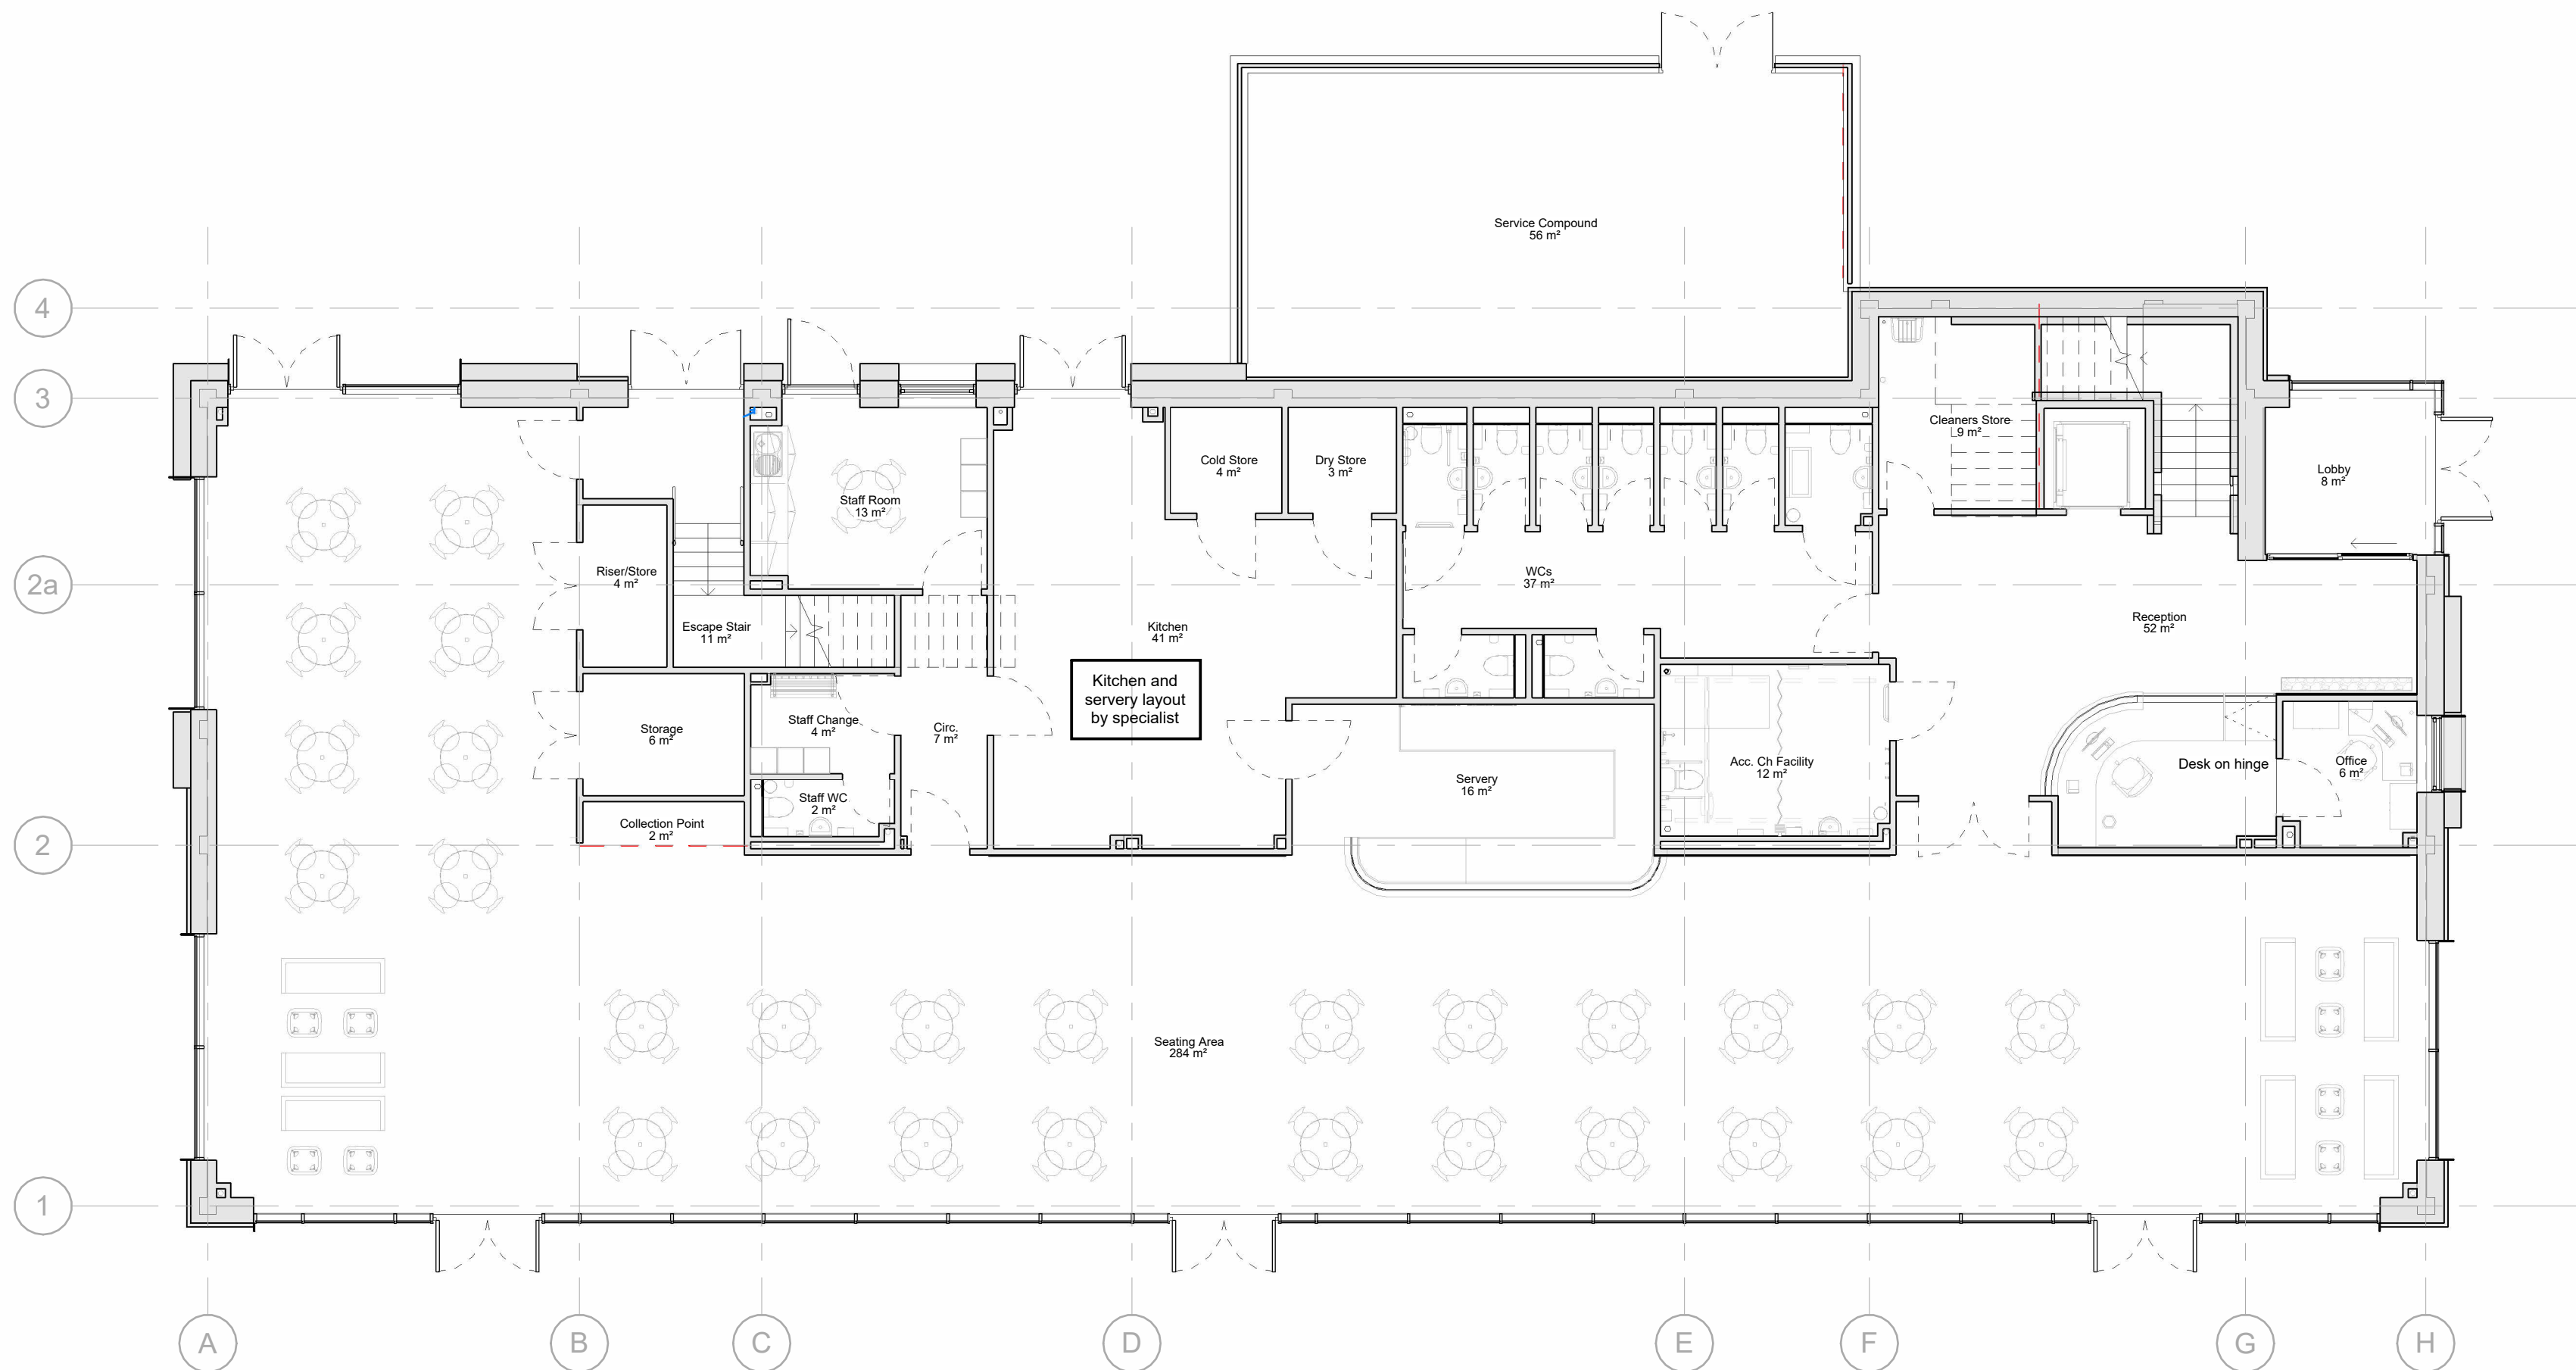 Service Compound
56 m²
4
3
Cleaners Store
9 m²
Cold Store
4 m²
Dry Store
3 m²
Lobby
8 m²
Staff Room
13 m²
2a
Riser/Store
4 m²
WCs
37 m²
Escape Stair
11 m²
Kitchen
41 m²
Reception
52 m²
Kitchen and
servery layout
by specialist
Storage
6 m²
Staff Change
4 m²
Circ.
7 m²
Servery
16 m²
Acc. Ch Facility
12 m²
Desk on hinge
Office
6 m²
Staff WC
2 m²
Collection Point
2 m²
2
Seating Area
284 m²
1
A
B
C
D
E
F
G
H